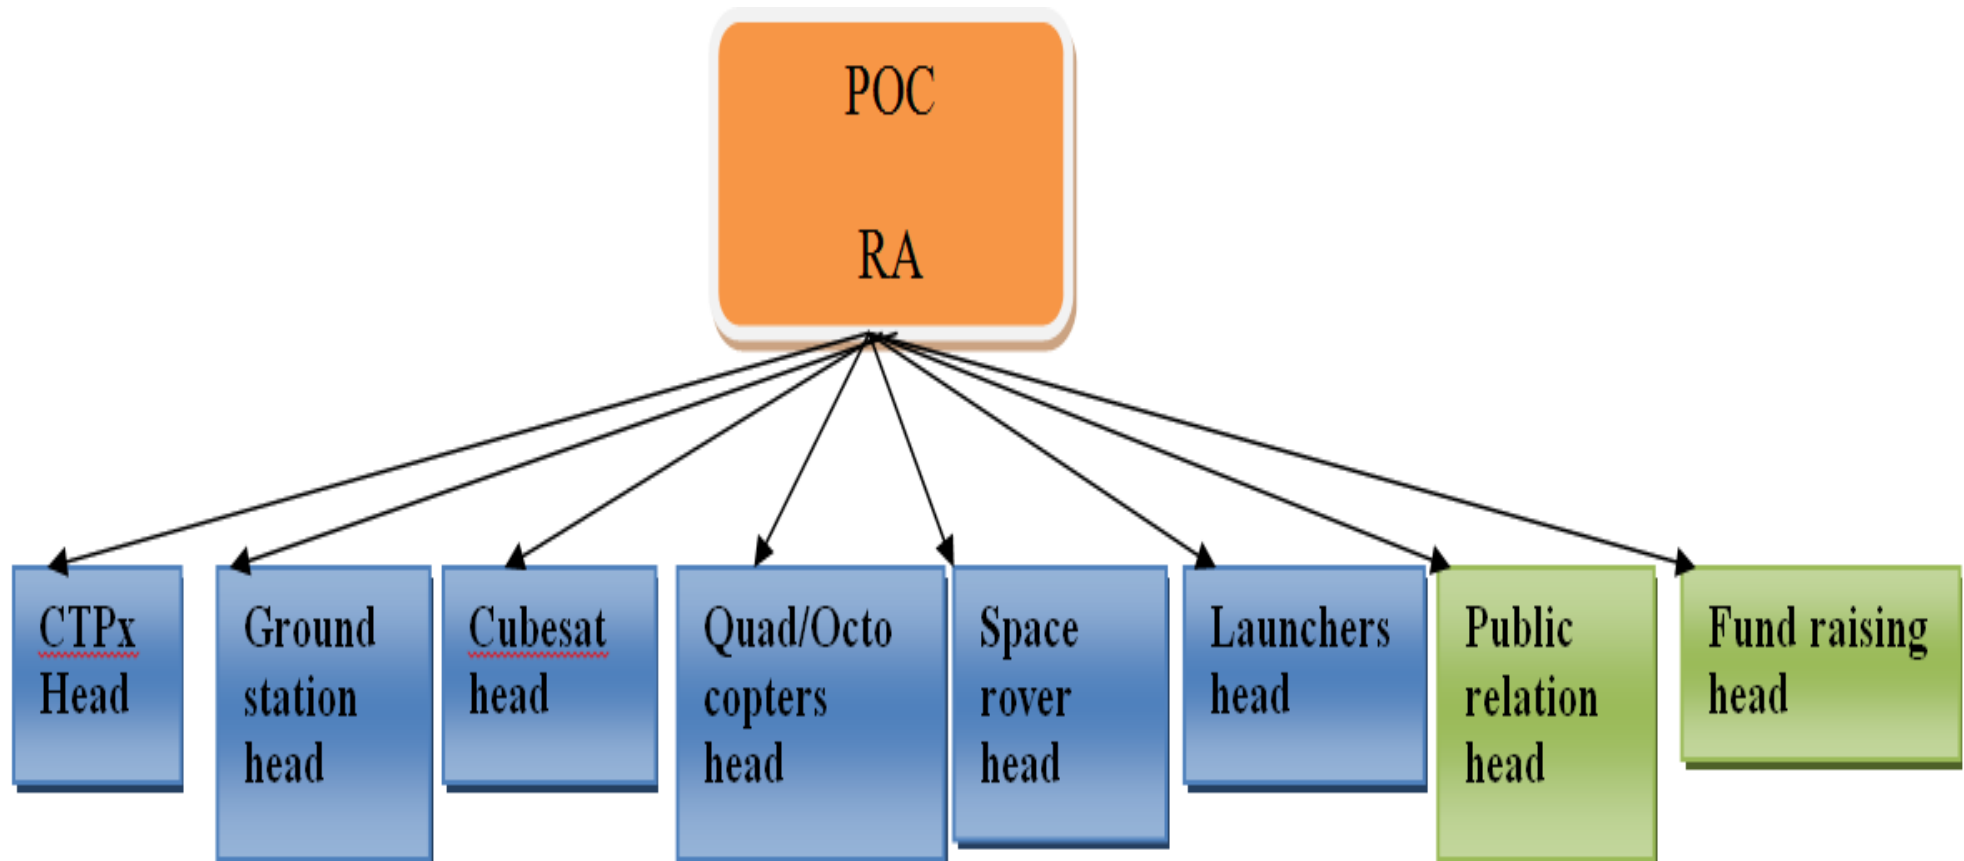 POC
RA
CTPx
Head
Ground
station
head
Cubesat
head
Quad/Octo
copters
head
Space
rover
head
Launchers
head
Public
relation
head
Fund raising
head